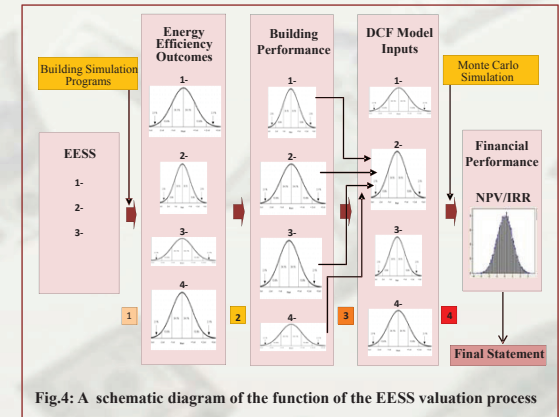 Energy
Efficiency
Outcomes
Building
Performance
DCF Model
Inputs
Building Simulation
Programs
Monte Carlo
Simulation
EESS
1-
2-
3-
1-
2-
3-
4-
1-
2-
3-
4-
1-
2-
3-
4-
Financial
Performance
NPV/IRR
1
2
3
4
Final Statement
Fig.4: A schematic diagram of the function of the EESS valuation process